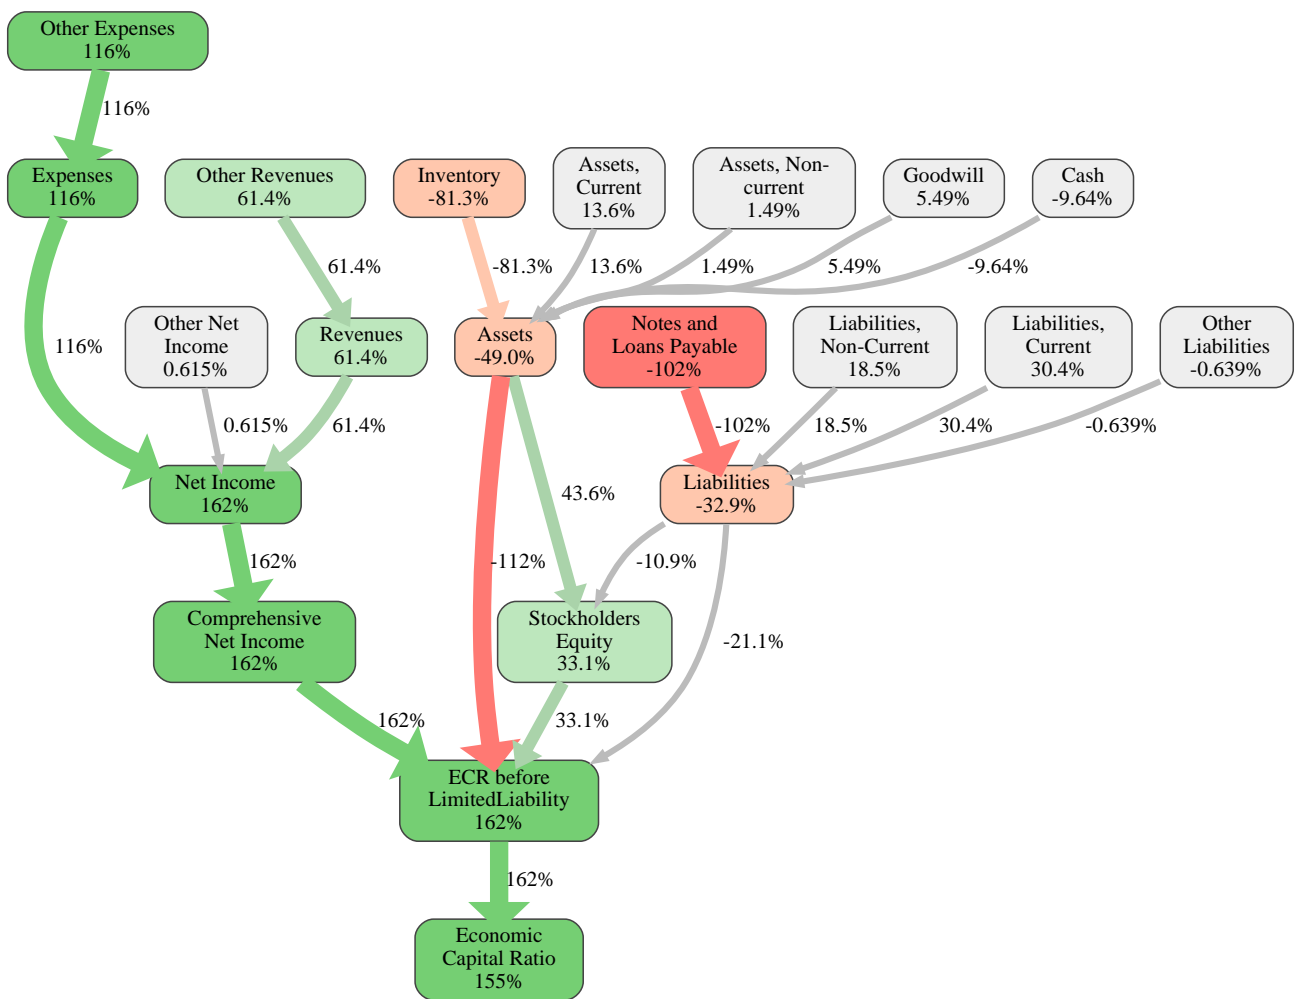 Other Expenses
116%
116%
Expenses
116%
Other Revenues
61.4%
Inventory
-81.3%
Assets,
Current
13.6%
Assets, Non-
current
1.49%
Goodwill
5.49%
Cash
-9.64%
61.4%
-81.3%
13.6%
1.49%
5.49%
-9.64%
116%
Other Net
Income
0.615%
Revenues
61.4%
Assets
-49.0%
Notes and
Loans Payable
-102%
Liabilities,
Non-Current
18.5%
Liabilities,
Current
30.4%
Other
Liabilities
-0.639%
0.615%
61.4%
-102%
18.5%
30.4%
-0.639%
Net Income
162%
43.6%
Liabilities
-32.9%
162%
-112%
-10.9%
-21.1%
Comprehensive
Net Income
162%
Stockholders
Equity
33.1%
162%
33.1%
ECR before
LimitedLiability
162%
162%
Economic
Capital Ratio
155%